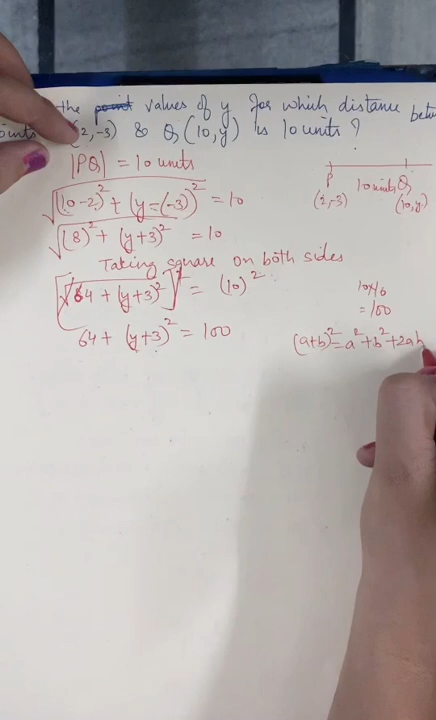 the point values of y for which distance betw
oints (2,-3) & Q (10,y) is 10 units ?
|PQ| = 10 units
P 10 units Q
(2,-3) (10,y)
√(10-2)² + (y-(-3))² = 10
√(8)² + (y+3)² = 10
Taking square on both sides
[√64 + (y+3)²]² = (10)²
10×10
= 100
64 + (y+3)² = 100
(a+b)² = a² + b² + 2ab